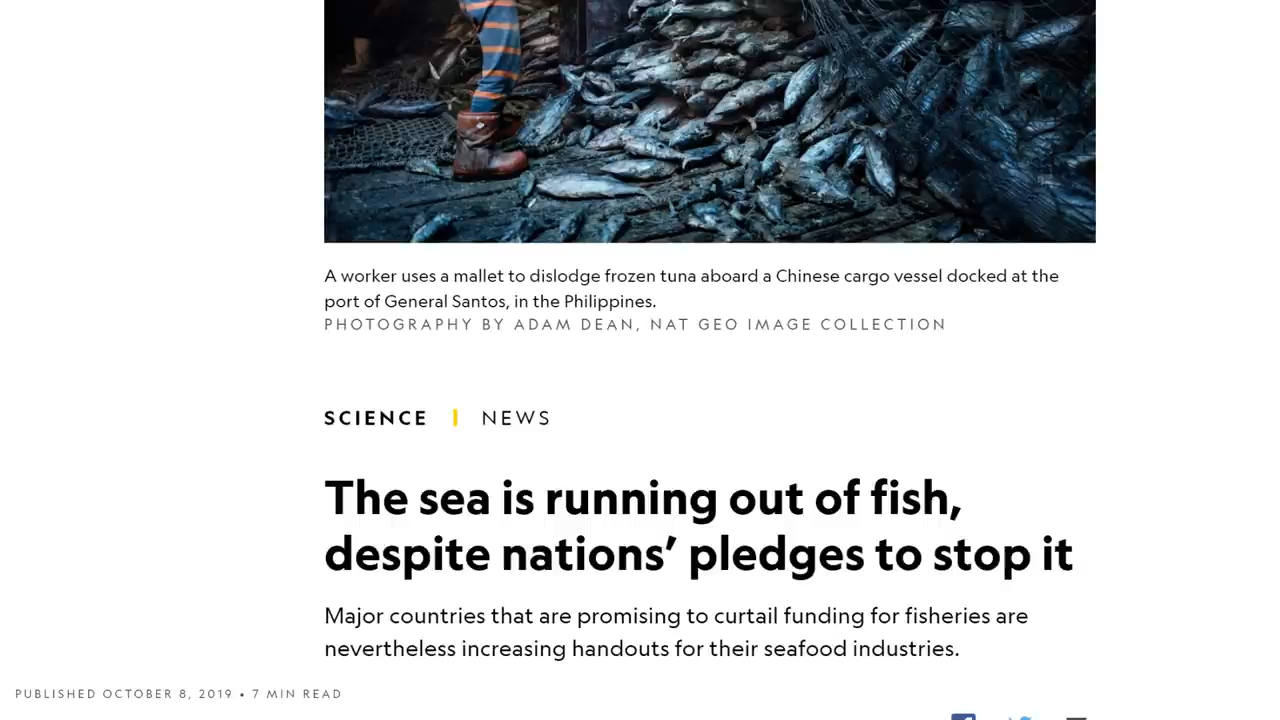 A worker uses a mallet to dislodge frozen tuna aboard a Chinese cargo vessel docked at the
port of General Santos, in the Philippines.
PHOTOGRAPHY BY ADAM DEAN, NAT GEO IMAGE COLLECTION
SCIENCE | NEWS
The sea is running out of fish,
despite nations’ pledges to stop it
Major countries that are promising to curtail funding for fisheries are
nevertheless increasing handouts for their seafood industries.
PUBLISHED OCTOBER 8, 2019 • 7 MIN READ